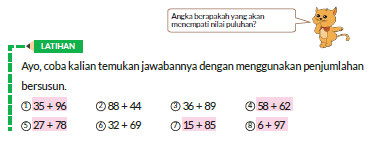 Angka berapakah yang akan
menempati nilai puluhan?
LATIHAN
Ayo, coba kalian temukan jawabannya dengan menggunakan penjumlahan
bersusun.
① 35 + 96 ② 88 + 44 ③ 36 + 89 ④ 58 + 62
⑤ 27 + 78 ⑥ 32 + 69 ⑦ 15 + 85 ⑧ 6 + 97